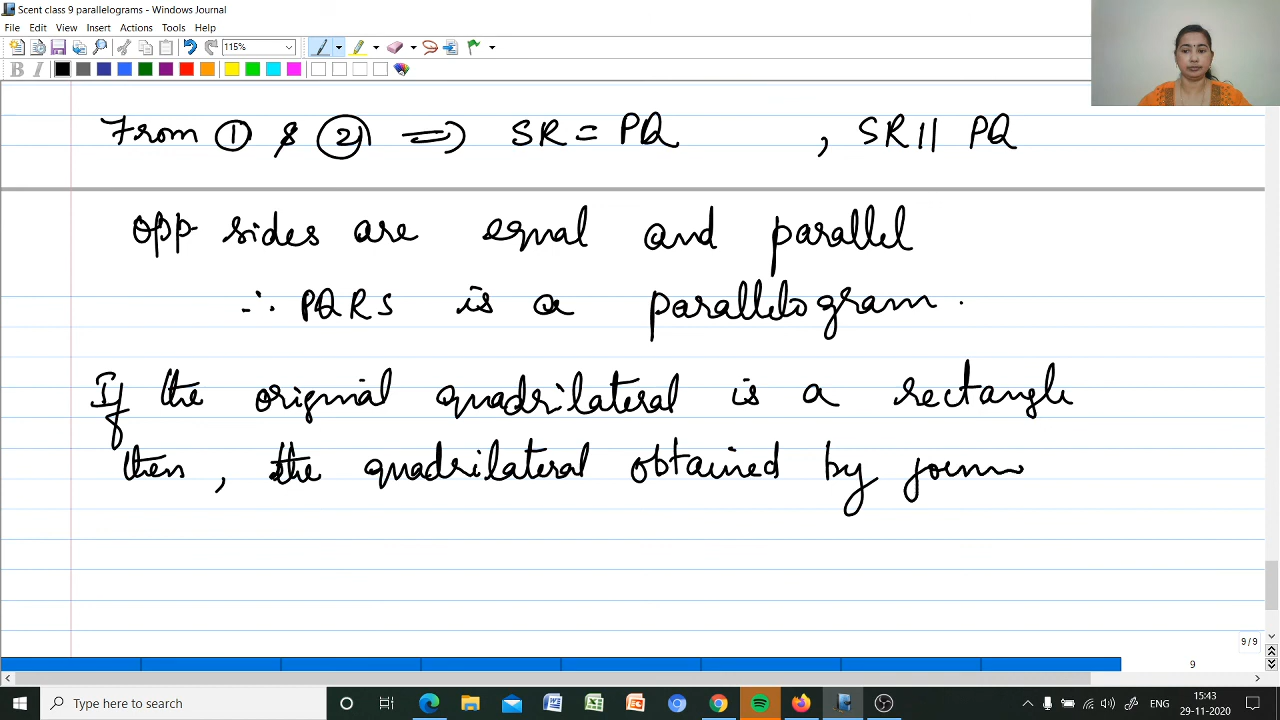 Scent class 9 parallelograms - Windows Journal
File Edit View Insert Actions Tools Help
115%
B I
From ① & ② ⟹ SR = PQ , SR || PQ
opp sides are equal and parallel
∴ PQRS is a parallelogram.
If the original quadrilateral is a rectangle
then, the quadrilateral obtained by
9/9
9
Type here to search
ENG
15:43
29-11-2020